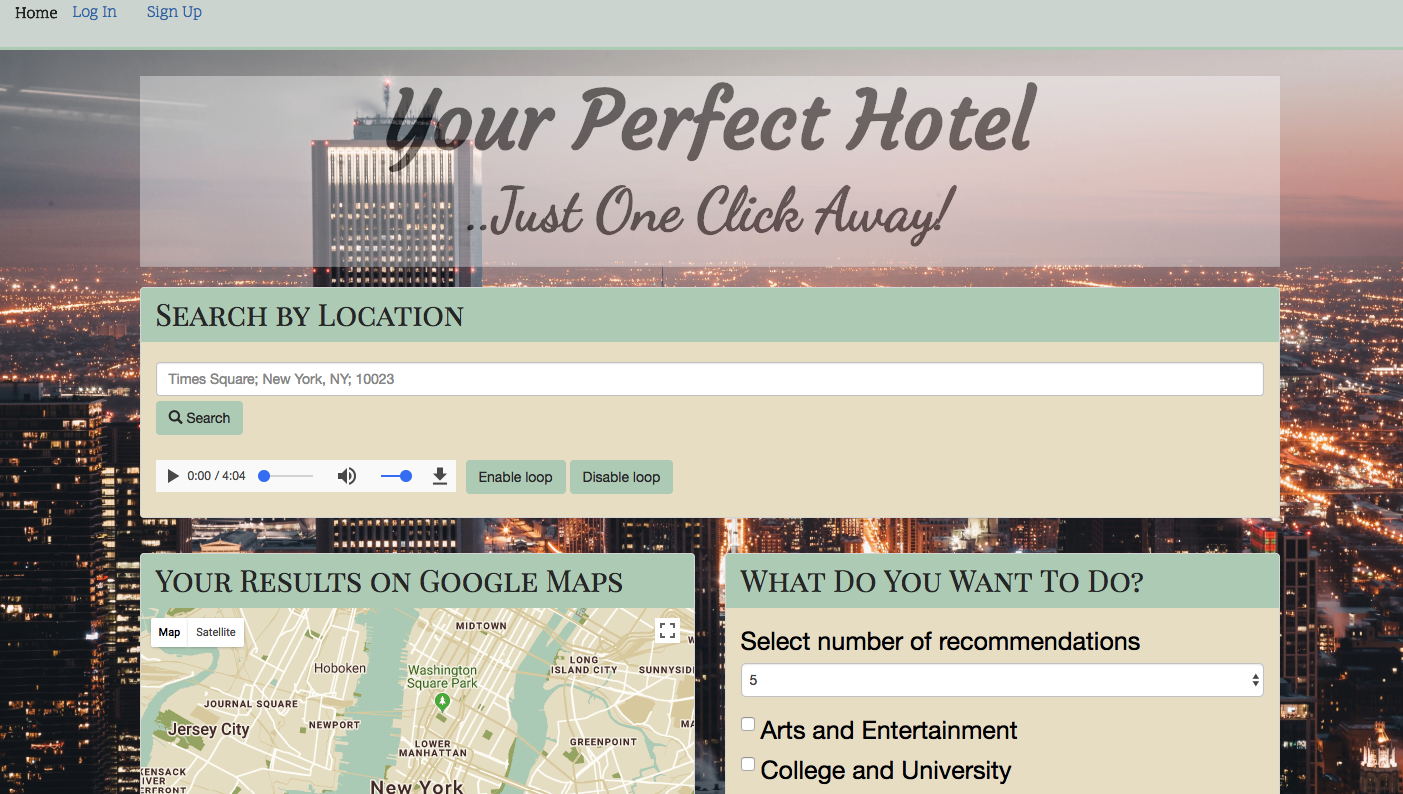 Home Log In Sign Up
Your Perfect Hotel
..Just One Click Away!
Search by Location
Times Square; New York, NY; 10023
Search
0:00 / 4:04 Enable loop Disable loop
Your Results on Google Maps
Map Satellite
MIDTOWN
Hoboken
Washington
Square Park
LONG
ISLAND CITY
SUNNYSID
JOURNAL SQUARE
Jersey City
NEWPORT
LOWER
MANHATTAN
GREENPOINT
MA
KENSACK
IVER
ERFRONT
New York
What Do You Want To Do?
Select number of recommendations
5
Arts and Entertainment
College and University